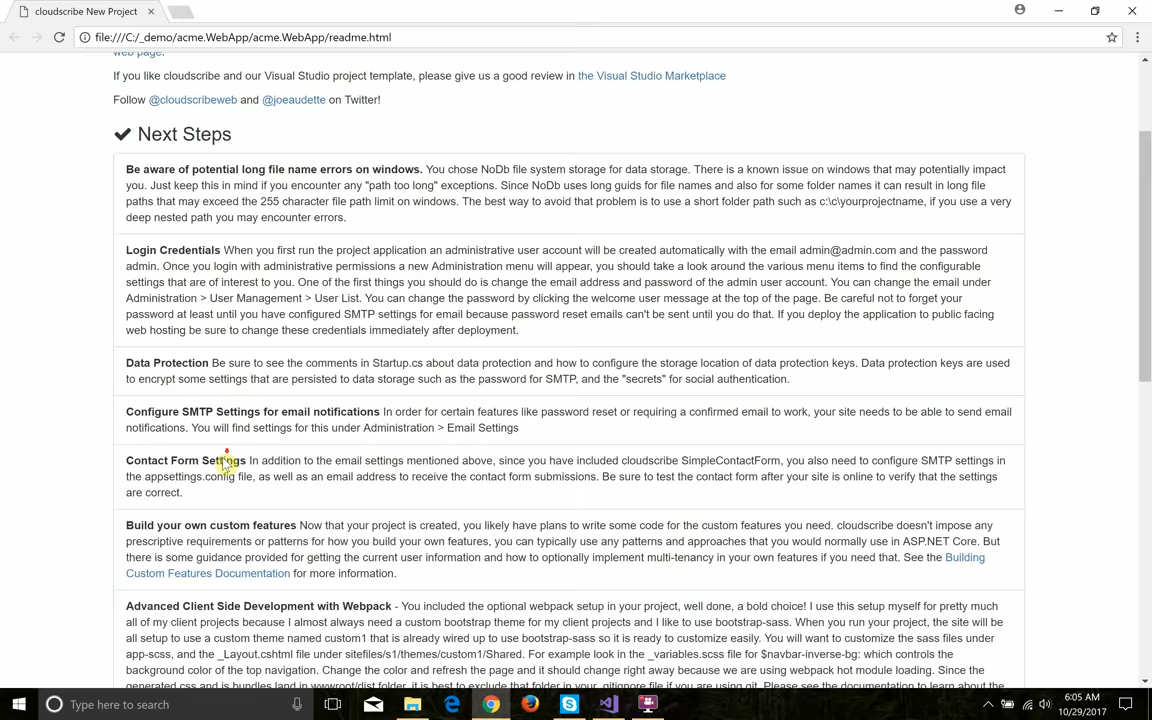 cloudscribe New Project
file:///C:/_demo/acme.WebApp/acme.WebApp/readme.html
web page.
If you like cloudscribe and our Visual Studio project template, please give us a good review in the Visual Studio Marketplace
Follow @cloudscribeweb and @joeaudette on Twitter!
Next Steps
Be aware of potential long file name errors on windows. You chose NoDb file system storage for data storage. There is a known issue on windows that may potentially impact
you. Just keep this in mind if you encounter any "path too long" exceptions. Since NoDb uses long guids for file names and also for some folder names it can result in long file
paths that may exceed the 255 character file path limit on windows. The best way to avoid that problem is to use a short folder path such as c:\c\yourprojectname, if you use a very
deep nested path you may encounter errors.
Login Credentials When you first run the project application an administrative user account will be created automatically with the email admin@admin.com and the password
admin. Once you login with administrative permissions a new Administration menu will appear, you should take a look around the various menu items to find the configurable
settings that are of interest to you. One of the first things you should do is change the email address and password of the admin user account. You can change the email under
Administration > User Management > User List. You can change the password by clicking the welcome user message at the top of the page. Be careful not to forget your
password at least until you have configured SMTP settings for email because password reset emails can't be sent until you do that. If you deploy the application to public facing
web hosting be sure to change these credentials immediately after deployment.
Data Protection Be sure to see the comments in Startup.cs about data protection and how to configure the storage location of data protection keys. Data protection keys are used
to encrypt some settings that are persisted to data storage such as the password for SMTP, and the "secrets" for social authentication.
Configure SMTP Settings for email notifications In order for certain features like password reset or requiring a confirmed email to work, your site needs to be able to send email
notifications. You will find settings for this under Administration > Email Settings
Contact Form Settings In addition to the email settings mentioned above, since you have included cloudscribe SimpleContactForm, you also need to configure SMTP settings in
the appsettings.config file, as well as an email address to receive the contact form submissions. Be sure to test the contact form after your site is online to verify that the settings
are correct.
Build your own custom features Now that your project is created, you likely have plans to write some code for the custom features you need. cloudscribe doesn't impose any
prescriptive requirements or patterns for how you build your own features, you can typically use any patterns and approaches that you would normally use in ASP.NET Core. But
there is some guidance provided for getting the current user information and how to optionally implement multi-tenancy in your own features if you need that. See the Building
Custom Features Documentation for more information.
Advanced Client Side Development with Webpack - You included the optional webpack setup in your project, well done, a bold choice! I use this setup myself for pretty much
all of my client projects because I almost always need a custom bootstrap theme for my client projects and I like to use bootstrap-sass. When you run your project, the site will be
all setup to use a custom theme named custom1 that is already wired up to use bootstrap-sass so it is ready to customize easily. You will want to customize the sass files under
app-scss, and the _Layout.cshtml file under sitefiles/s1/themes/custom1/Shared. For example look in the _variables.scss file for $navbar-inverse-bg: which controls the
background color of the top navigation. Change the color and refresh the page and it should change right away because we are using webpack hot module loading. Since the
generated css and js bundles land in wwwroot/dist folder, it is best to exclude that folder in your .gitignore file if you are using git. Please see the documentation to learn about the
Type here to search
6:05 AM
10/29/2017